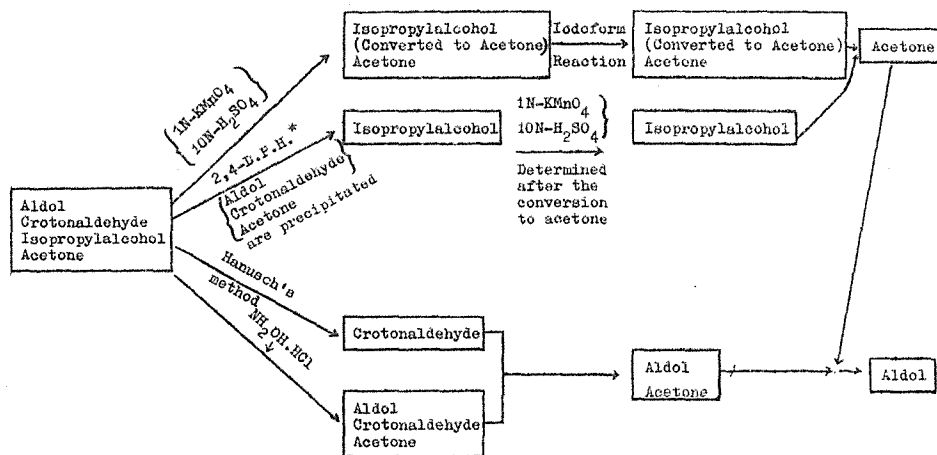 Isopropylalcohol
(Converted to Acetone)
Acetone
Iodoform
Reaction
Isopropylalcohol
(Converted to Acetone)
Acetone
Acetone
1N-KMnO4
10N-H2SO4
2,4-D.P.H.*
Aldol
Crotonaldehyde
Acetone
are precipitated
Isopropylalcohol
1N-KMnO4
10N-H2SO4
Determined
after the
conversion
to acetone
Isopropylalcohol
Aldol
Crotonaldehyde
Isopropylalcohol
Acetone
Hanusch's
method
NH2OH.HCl
Crotonaldehyde
Aldol
Crotonaldehyde
Acetone
Aldol
Acetone
Aldol